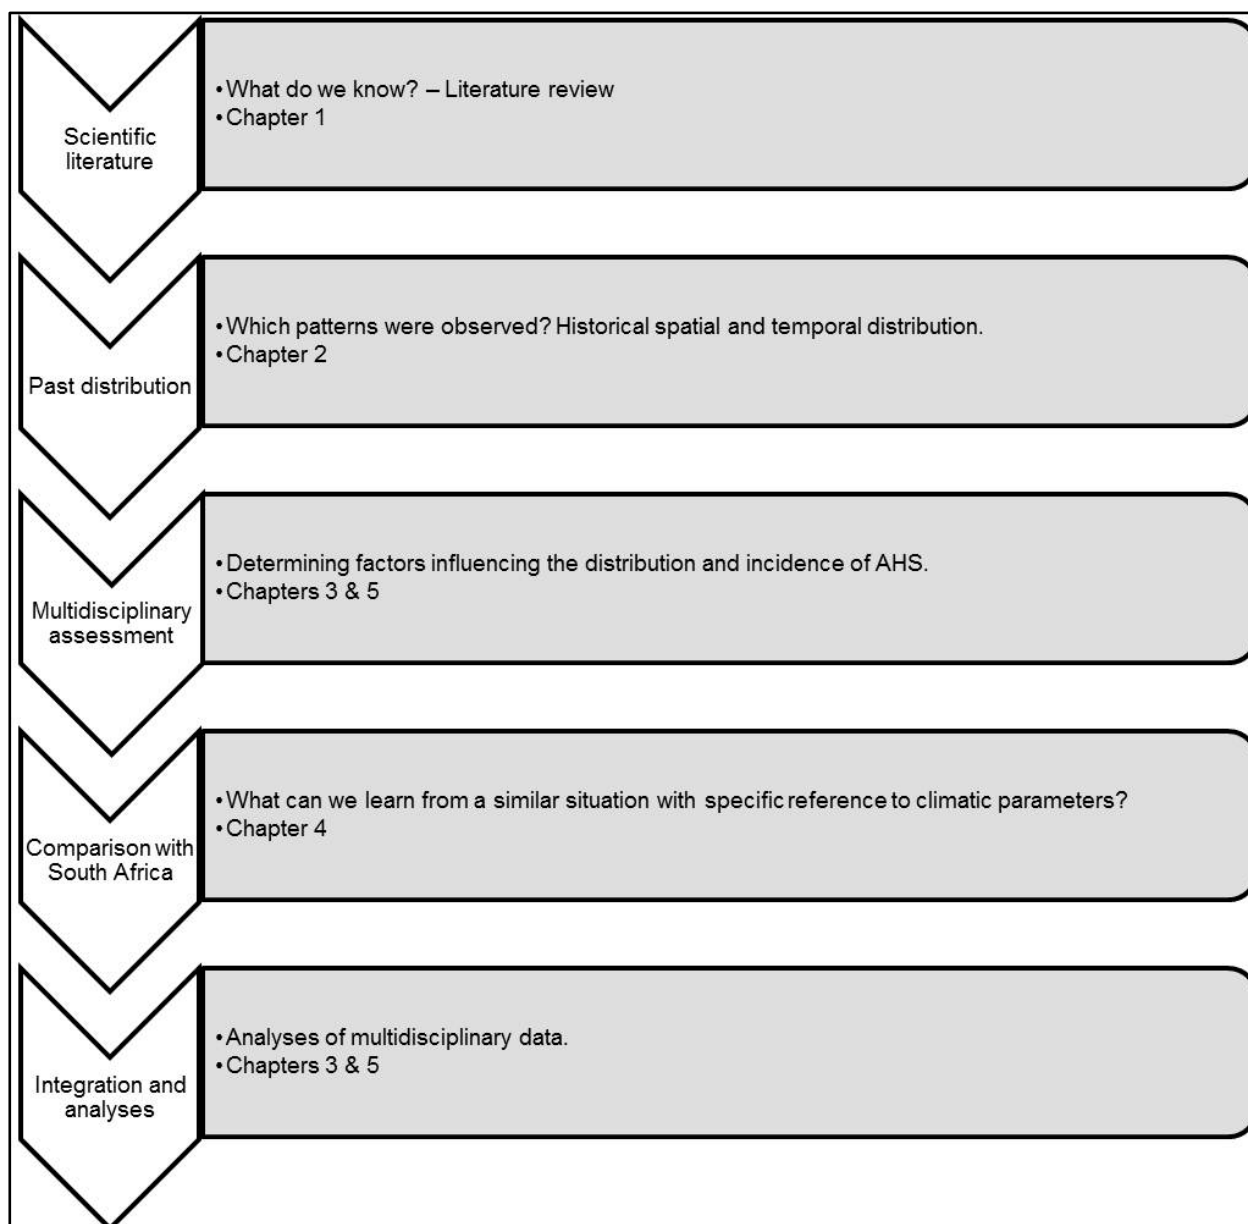 Scientific
literature
•What do we know? – Literature review
•Chapter 1
Past distribution
•Which patterns were observed? Historical spatial and temporal distribution.
•Chapter 2
Multidisciplinary
assessment
•Determining factors influencing the distribution and incidence of AHS.
•Chapters 3 & 5
Comparison with
South Africa
•What can we learn from a similar situation with specific reference to climatic parameters?
•Chapter 4
Integration and
analyses
•Analyses of multidisciplinary data.
•Chapters 3 & 5